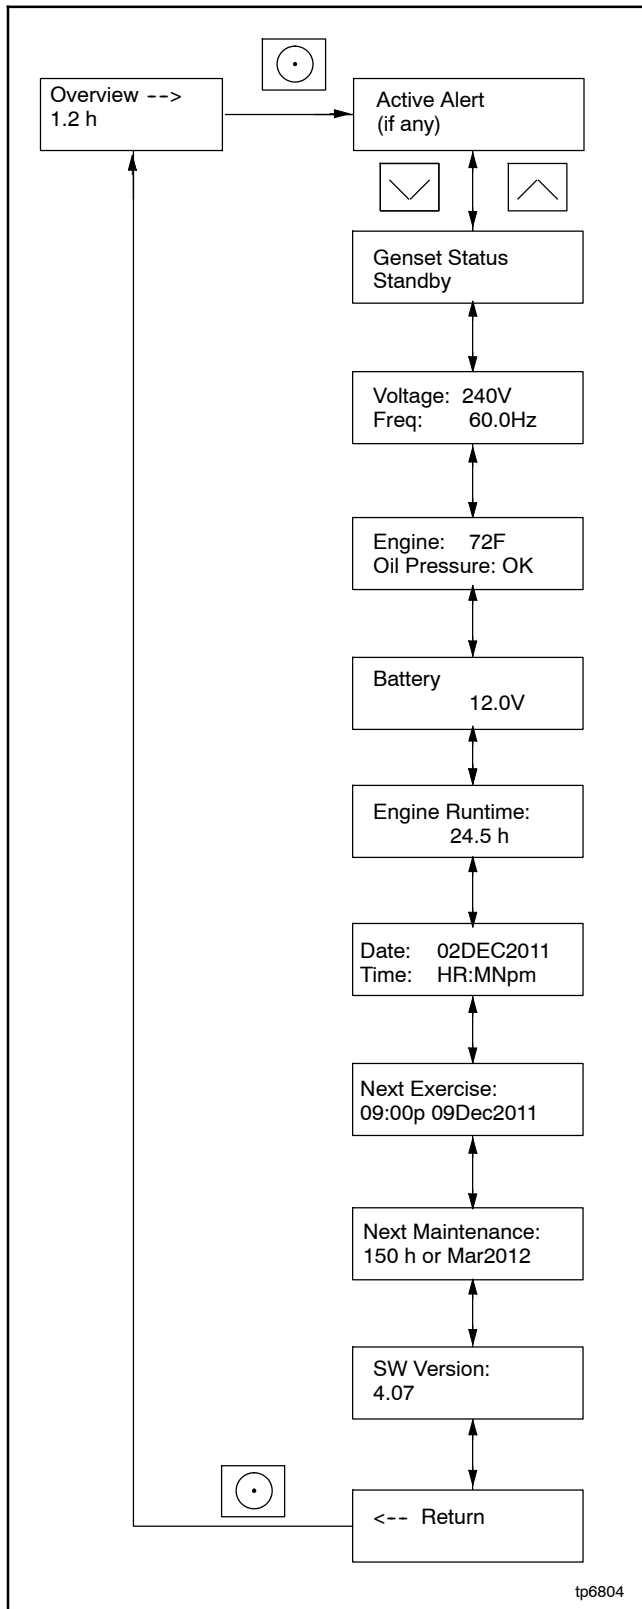 Overview -->
1.2 h
Active Alert
(if any)
Genset Status
Standby
Voltage: 240V
Freq: 60.0Hz
Engine: 72F
Oil Pressure: OK
Battery
12.0V
Engine Runtime:
24.5 h
Date: 02DEC2011
Time: HR:MNpm
Next Exercise:
09:00p 09Dec2011
Next Maintenance:
150 h or Mar2012
SW Version:
4.07
<-- Return
tp6804